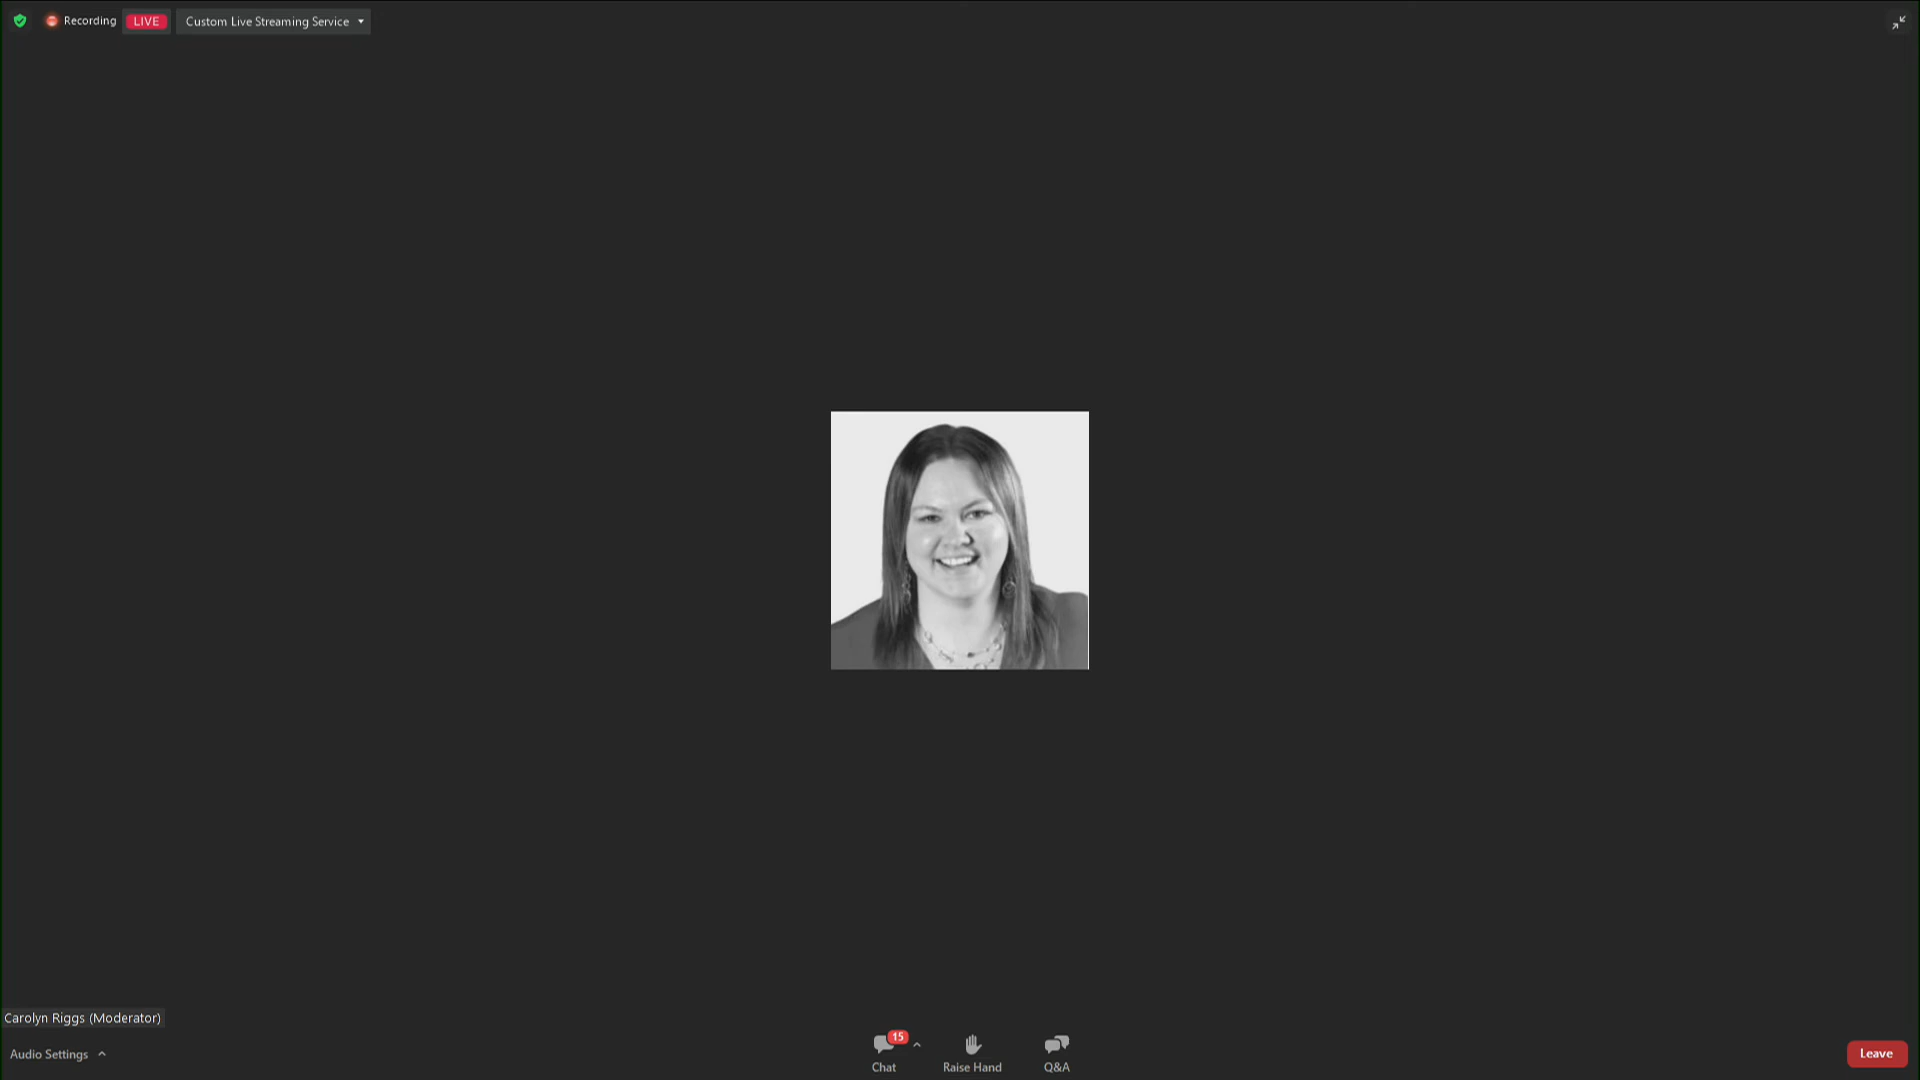 Recording LIVE Custom Live Streaming Service
Carolyn Riggs (Moderator)
Audio Settings
15
Chat Raise Hand Q&A
Leave